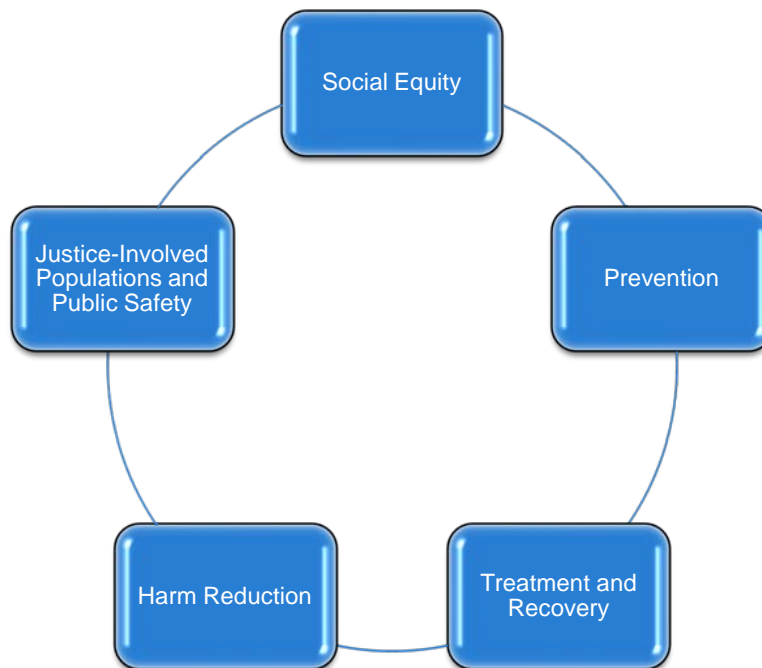 Social Equity
Justice-Involved
Populations and
Public Safety
Prevention
Harm Reduction
Treatment and
Recovery